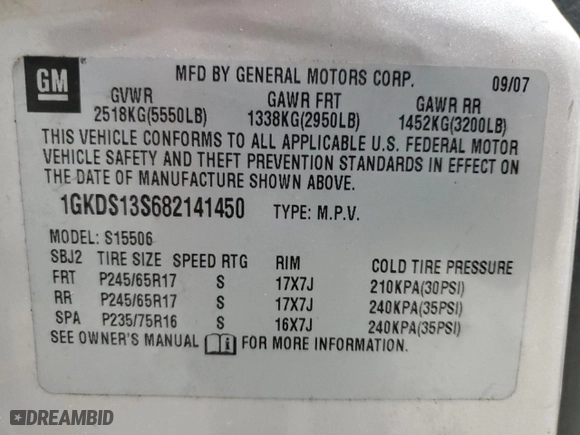 GM
MFD BY GENERAL MOTORS CORP. 09/07
GVWR GAWR FRT GAWR RR
2518KG(5550LB) 1338KG(2950LB) 1452KG(3200LB)
THIS VEHICLE CONFORMS TO ALL APPLICABLE U.S. FEDERAL MOTOR
VEHICLE SAFETY AND THEFT PREVENTION STANDARDS IN EFFECT ON
THE DATE OF MANUFACTURE SHOWN ABOVE.
1GKDS13S682141450 TYPE: M.P.V.
MODEL: S15506
SBJ2 TIRE SIZE SPEED RTG RIM COLD TIRE PRESSURE
FRT P245/65R17 S 17X7J 210KPA(30PSI)
RR P245/65R17 S 17X7J 240KPA(35PSI)
SPA P235/75R16 S 16X7J 240KPA(35PSI)
SEE OWNER'S MANUAL FOR MORE INFORMATION.
DREAMBID